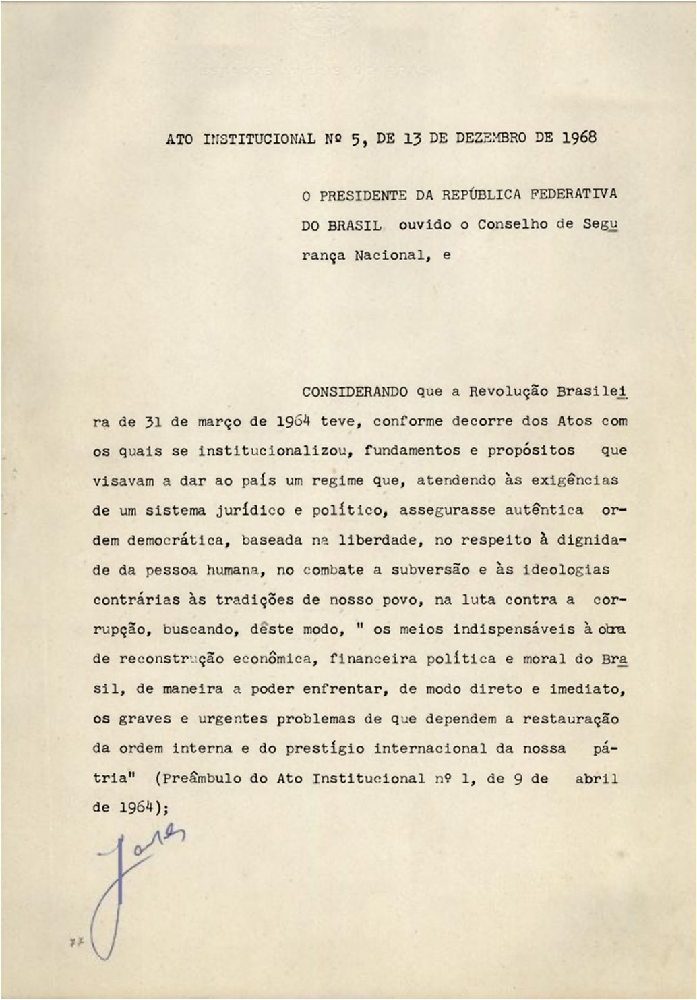 ATO INSTITUCIONAL Nº 5, DE 13 DE DEZEMBRO DE 1968
O PRESIDENTE DA REPÚBLICA FEDERATIVA
DO BRASIL ouvido o Conselho de Segu
rança Nacional, e
CONSIDERANDO que a Revolução Brasilei
ra de 31 de março de 1964 teve, conforme decorre dos Atos com
os quais se institucionalizou, fundamentos e propósitos que
visavam a dar ao país um regime que, atendendo às exigências
de um sistema jurídico e político, assegurasse autêntica or-
dem democrática, baseada na liberdade, no respeito à dignida-
de da pessoa humana, no combate a subversão e às ideologias
contrárias às tradições de nosso povo, na luta contra a cor-
rupção, buscando, dêste modo, " os meios indispensáveis à obra
de reconstrução econômica, financeira política e moral do Bra
sil, de maneira a poder enfrentar, de modo direto e imediato,
os graves e urgentes problemas de que dependem a restauração
da ordem interna e do prestígio internacional da nossa pá-
tria" (Preâmbulo do Ato Institucional nº 1, de 9 de abril
de 1964);